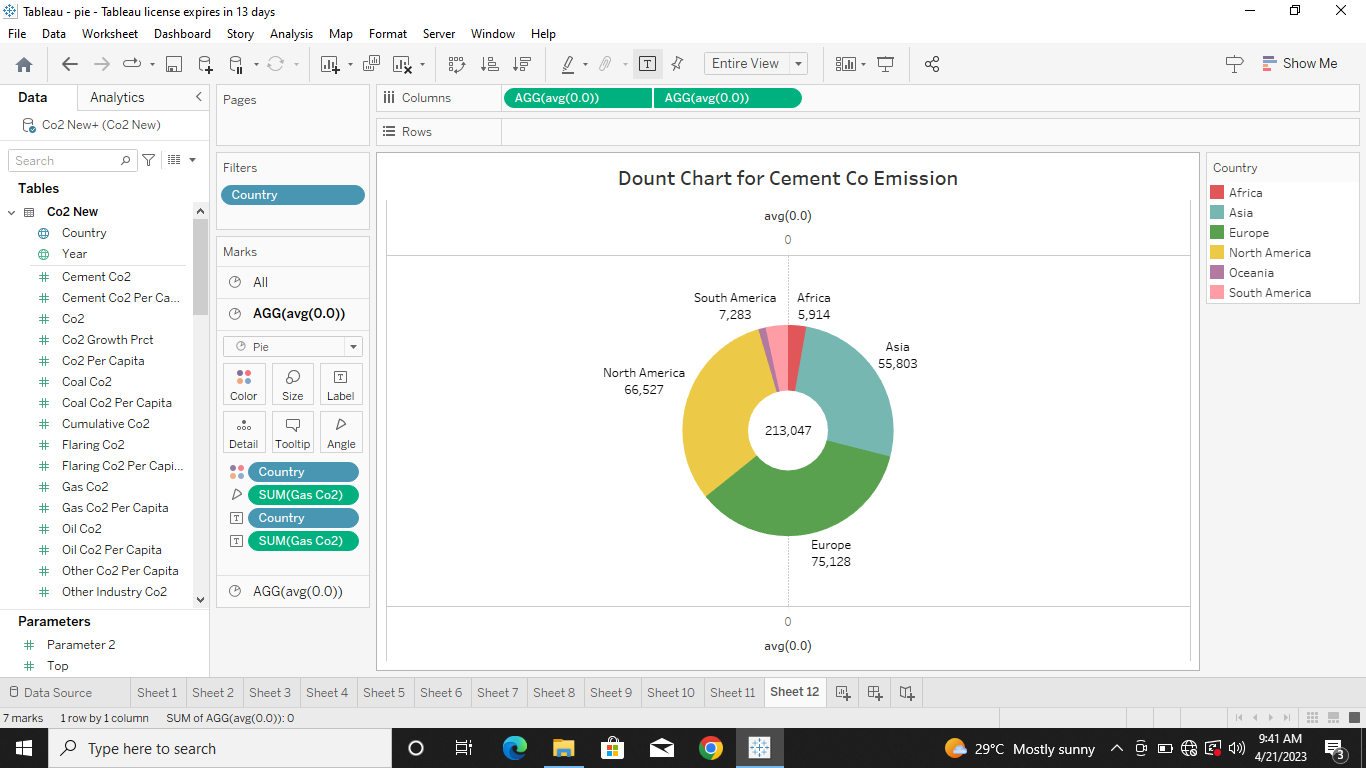 Tableau - pie - Tableau license expires in 13 days
File Data Worksheet Dashboard Story Analysis Map Format Server Window Help
Entire View
Show Me
Data
Analytics
Co2 New+ (Co2 New)
Search
Tables
Co2 New
Country
Year
Cement Co2
Cement Co2 Per Ca...
Co2
Co2 Growth Prct
Co2 Per Capita
Coal Co2
Coal Co2 Per Capita
Cumulative Co2
Flaring Co2
Flaring Co2 Per Capi...
Gas Co2
Gas Co2 Per Capita
Oil Co2
Oil Co2 Per Capita
Other Co2 Per Capita
Other Industry Co2
Parameters
Parameter 2
Top
Pages
Filters
Country
Marks
All
AGG(avg(0.0))
Pie
Color Size Label
Detail Tooltip Angle
Country
SUM(Gas Co2)
Country
SUM(Gas Co2)
AGG(avg(0.0))
Columns
AGG(avg(0.0)) AGG(avg(0.0))
Rows
Dount Chart for Cement Co Emission
avg(0.0)
0
South America
7,283
Africa
5,914
Asia
55,803
North America
66,527
213,047
Europe
75,128
0
avg(0.0)
Country
Africa
Asia
Europe
North America
Oceania
South America
Data Source Sheet 1 Sheet 2 Sheet 3 Sheet 4 Sheet 5 Sheet 6 Sheet 7 Sheet 8 Sheet 9 Sheet 10 Sheet 11 Sheet 12
7 marks 1 row by 1 column SUM of AGG(avg(0.0)): 0
Type here to search
29°C Mostly sunny
9:41 AM
4/21/2023
3